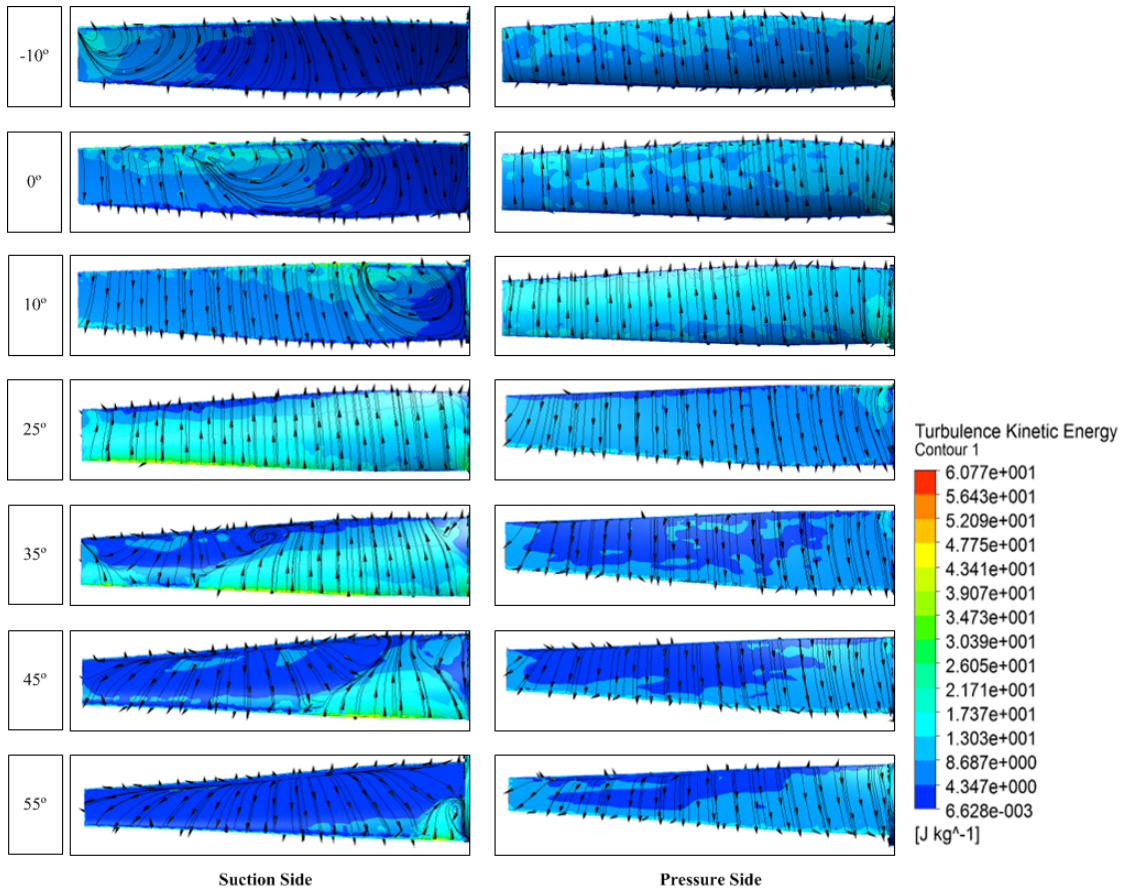 -10º
0º
10º
25º
35º
45º
55º
Turbulence Kinetic Energy
Contour 1
6.077e+001
5.643e+001
5.209e+001
4.775e+001
4.341e+001
3.907e+001
3.473e+001
3.039e+001
2.605e+001
2.171e+001
1.737e+001
1.303e+001
8.687e+000
4.347e+000
6.628e-003
[J kg^-1]
Suction Side
Pressure Side